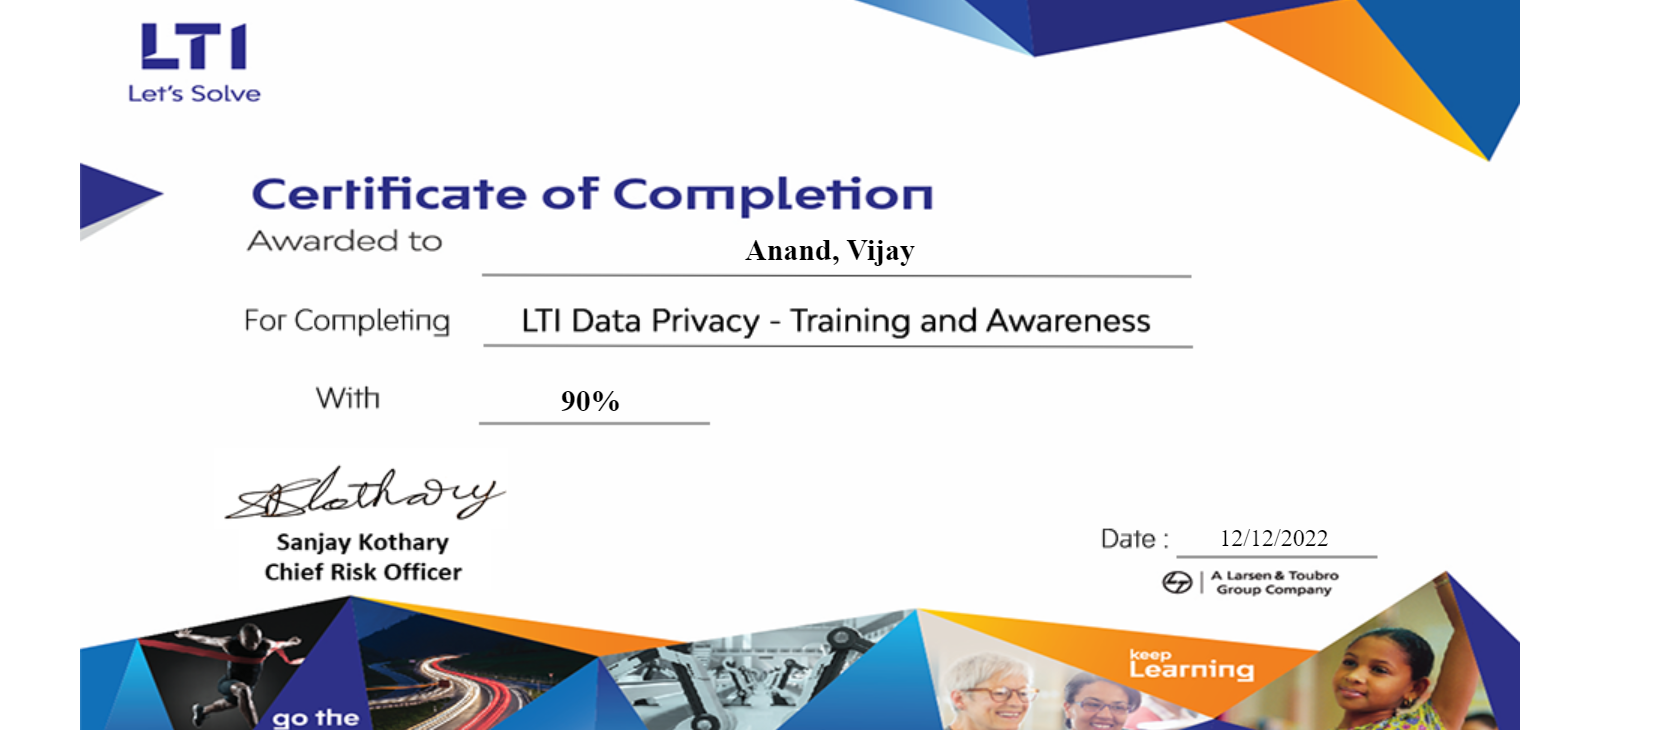 LTI
Let's Solve
Certificate of Completion
Awarded to
Anand, Vijay
For Completing
LTI Data Privacy - Training and Awareness
With
90%
SKothary
Sanjay Kothary
Chief Risk Officer
Date :
12/12/2022
A Larsen & Toubro
Group Company
keep
Learning
go the